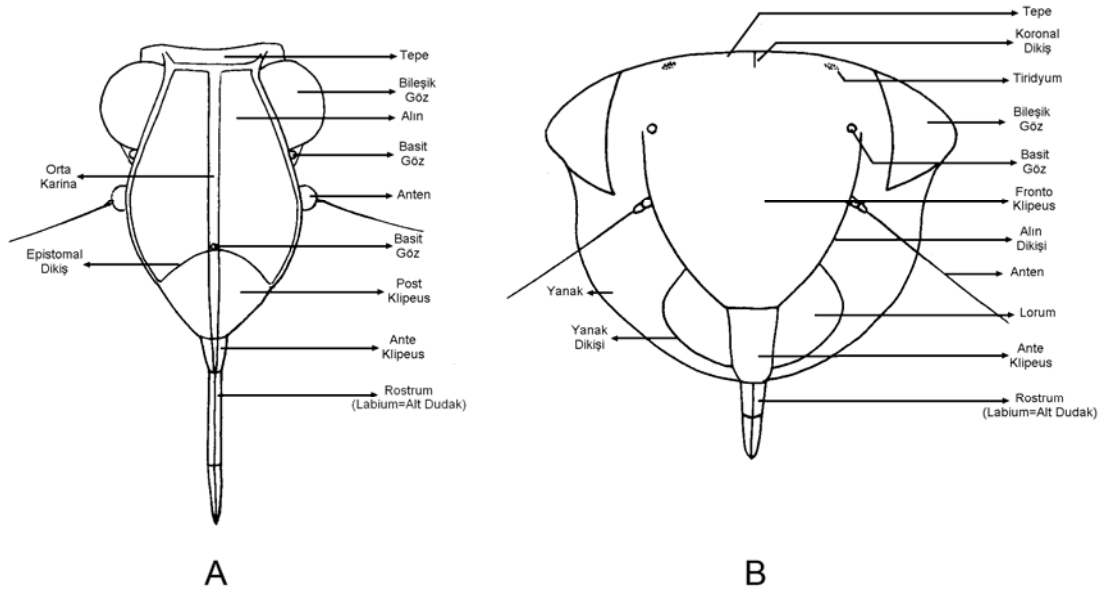 Tepe
Bileşik
Göz
Alın
Basit
Göz
Orta
Karina
Anten
Basit
Göz
Epistomal
Dikiş
Post
Klipeus
Ante
Klipeus
Rostrum
(Labium=Alt Dudak)
A
Tepe
Koronal
Dikiş
Tiridyum
Bileşik
Göz
Basit
Göz
Fronto
Klipeus
Alın
Dikişi
Anten
Yanak
Lorum
Yanak
Dikişi
Ante
Klipeus
Rostrum
(Labium=Alt Dudak)
B